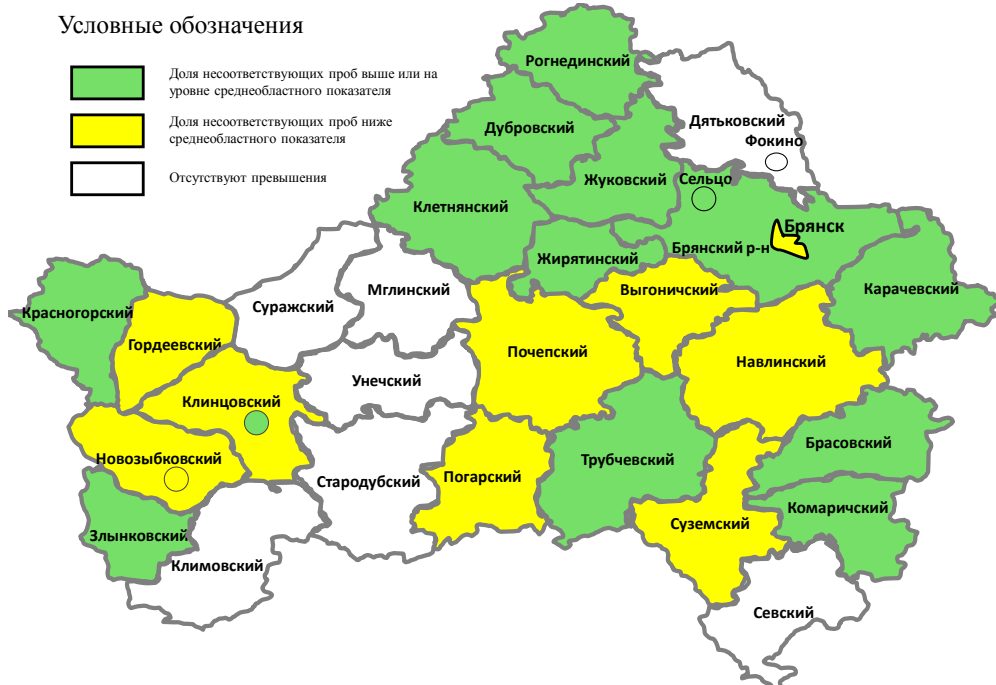 Условные обозначения
Доля несоответствующих проб выше или на
уровне среднеобластного показателя
Доля несоответствующих проб ниже
среднеобластного показателя
Отсутствуют превышения
Рогнединский
Дятьковский
Фокино
Дубровский
Жуковский
Сельцо
Клетнянский
Брянск
Брянский р-н
Жирятинский
Карачевский
Выгоничский
Мглинский
Суражский
Красногорский
Гордеевский
Почепский
Навлинский
Унечский
Клинцовский
Брасовский
Новозыбковский
Трубчевский
Погарский
Стародубский
Комаричский
Суземский
Злынковский
Климовский
Севский